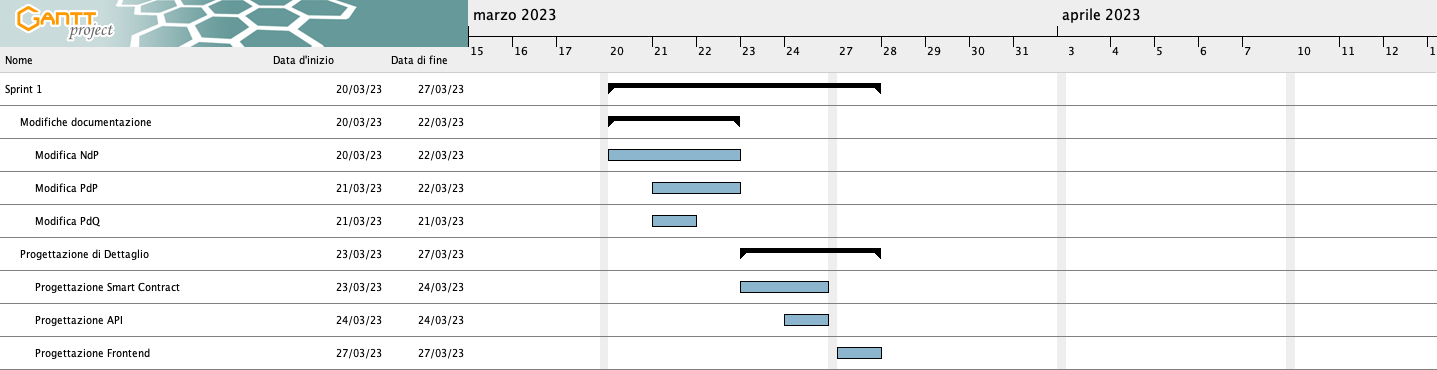 GANTT
project
marzo 2023 aprile 2023
15 16 17 20 21 22 23 24 27 28 29 30 31 3 4 5 6 7 10 11 12
Nome Data d'inizio Data di fine
Sprint 1 20/03/23 27/03/23
Modifiche documentazione 20/03/23 22/03/23
Modifica NdP 20/03/23 22/03/23
Modifica PdP 21/03/23 22/03/23
Modifica PdQ 21/03/23 21/03/23
Progettazione di Dettaglio 23/03/23 27/03/23
Progettazione Smart Contract 23/03/23 24/03/23
Progettazione API 24/03/23 24/03/23
Progettazione Frontend 27/03/23 27/03/23